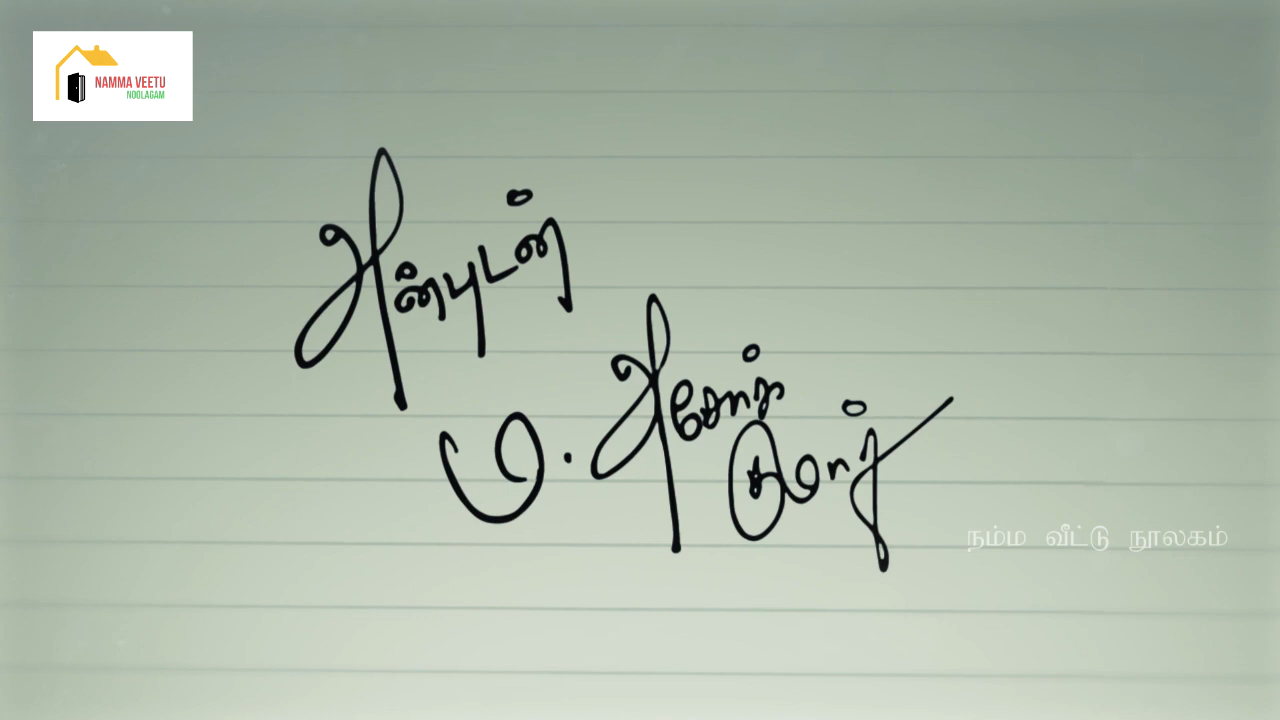 NAMMA VEETU
NOOLAGAM
அன்புடன்
ம. அசோக்
குமார்
நம்ம வீட்டு நூலகம்